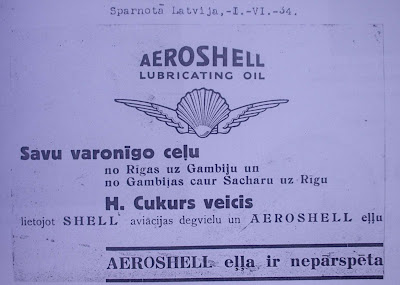 Sparnotā Latvija,-I.-VI.-34.
AEROSHELL
LUBRICATING OIL
Savu varonīgo ceļu
no Rīgas uz Gambiju un
no Gambijas caur Sacharu uz Rīgu
H. Cukurs veicis
lietojot SHELL aviācijas degvielu un AEROSHELL eļļu
AEROSHELL eļļa ir nepārspēta